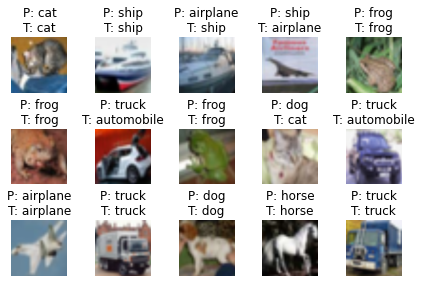 P: cat
T: cat
P: ship
T: ship
P: airplane
T: ship
P: ship
T: airplane
P: frog
T: frog
P: frog
T: frog
P: truck
T: automobile
P: frog
T: frog
P: dog
T: cat
P: truck
T: automobile
P: airplane
T: airplane
P: truck
T: truck
P: dog
T: dog
P: horse
T: horse
P: truck
T: truck